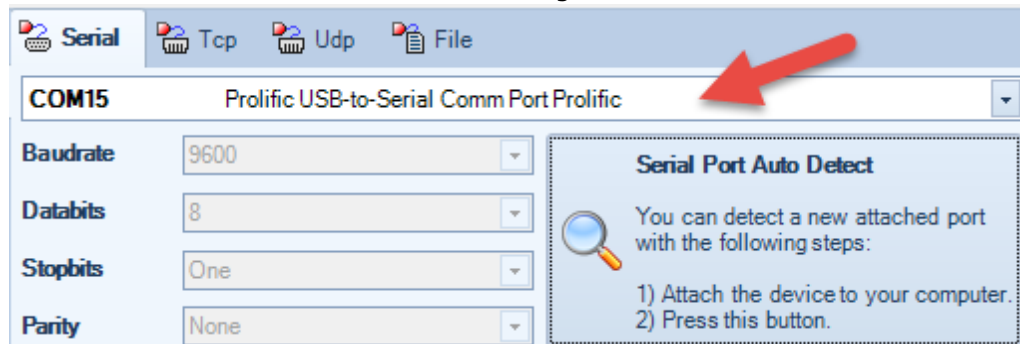 Serial Tcp Udp File
COM15 Prolific USB-to-Serial Comm Port Prolific
Baudrate 9600
Databits 8
Stopbits One
Parity None
Serial Port Auto Detect
You can detect a new attached port
with the following steps:
1) Attach the device to your computer.
2) Press this button.